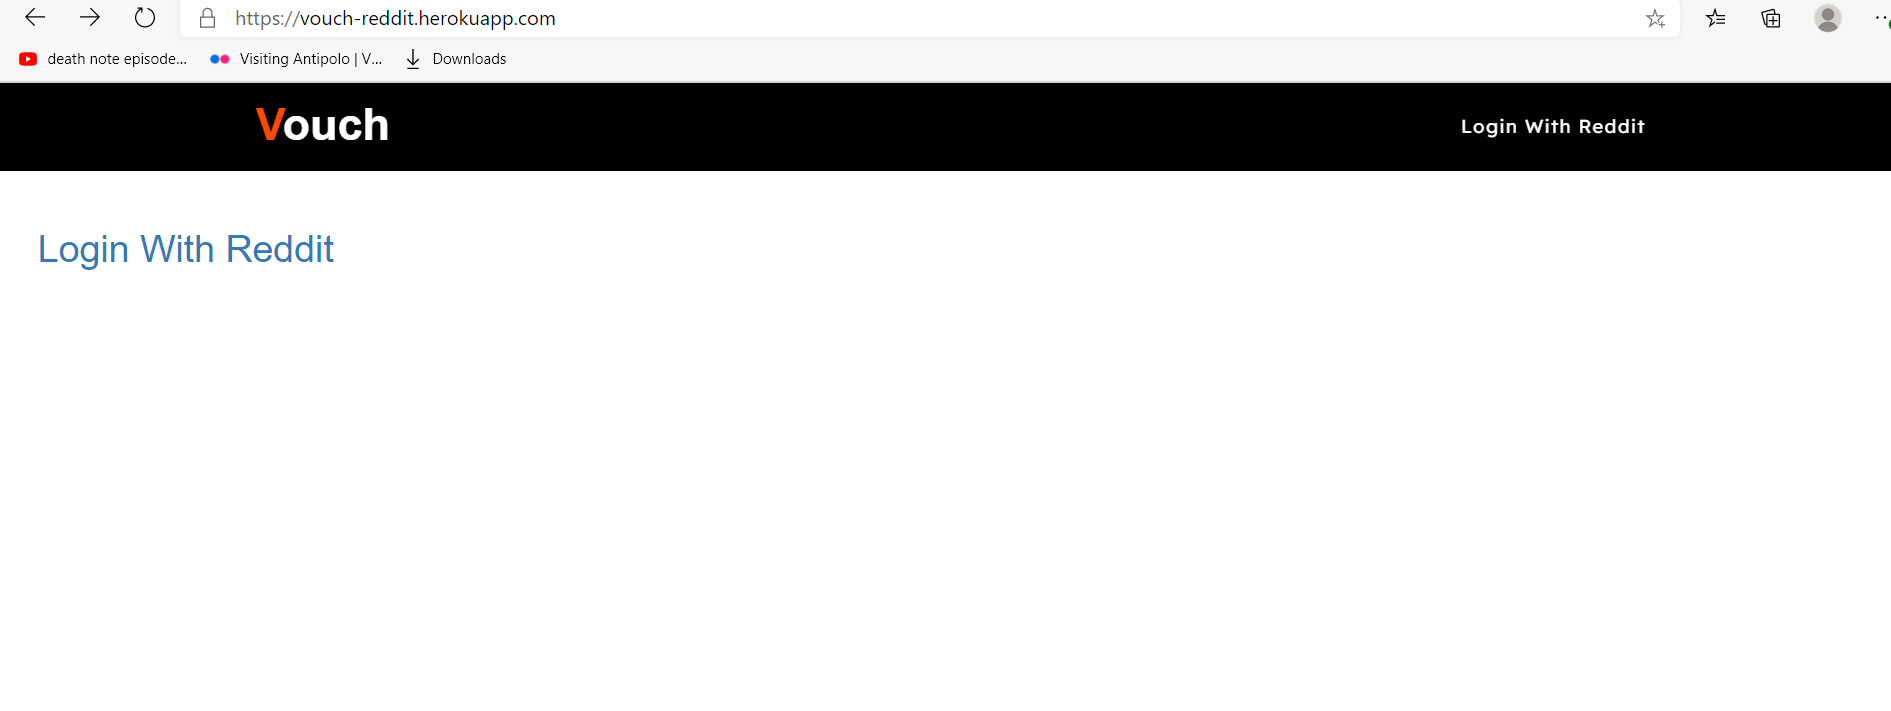 https://vouch-reddit.herokuapp.com
death note episode... Visiting Antipolo | V... Downloads
Vouch Login With Reddit
Login With Reddit